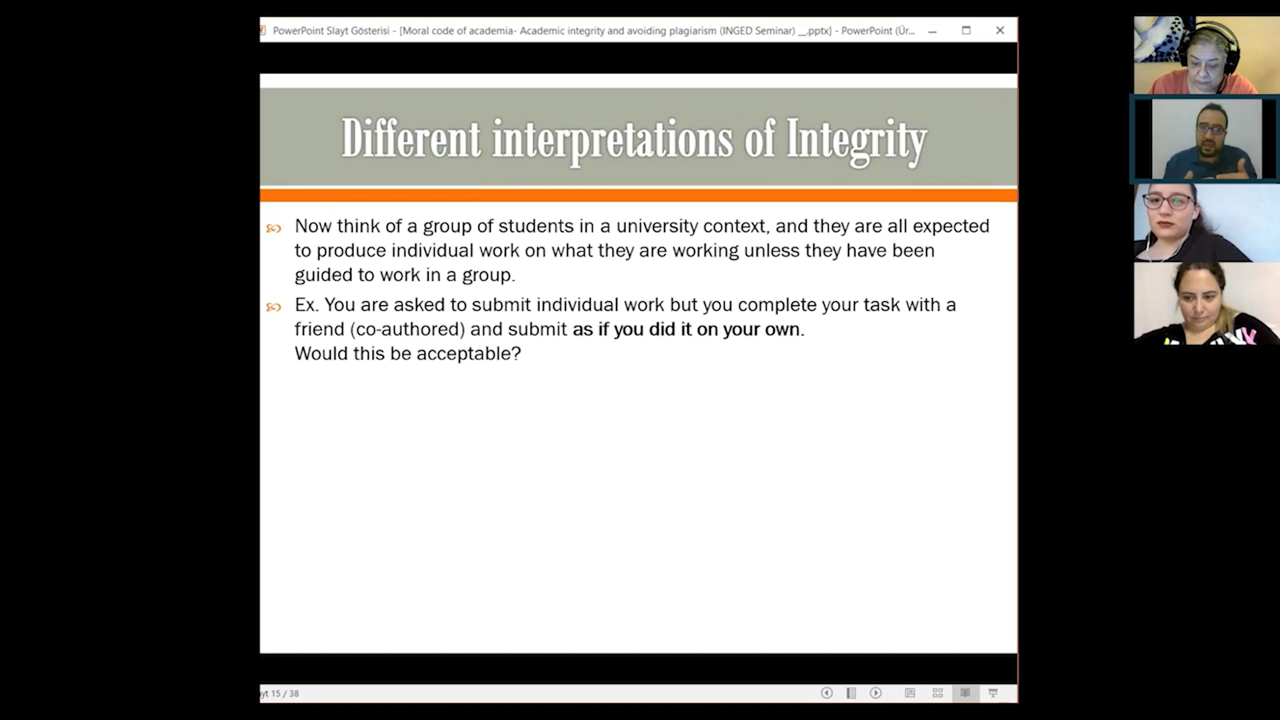 PowerPoint Slayt Gösterisi - [Moral code of academia- Academic integrity and avoiding plagiarism (INGED Seminar) __.pptx] - PowerPoint (Ür...
Different interpretations of Integrity
Now think of a group of students in a university context, and they are all expected
to produce individual work on what they are working unless they have been
guided to work in a group.
Ex. You are asked to submit individual work but you complete your task with a
friend (co-authored) and submit as if you did it on your own.
Would this be acceptable?
15 / 38